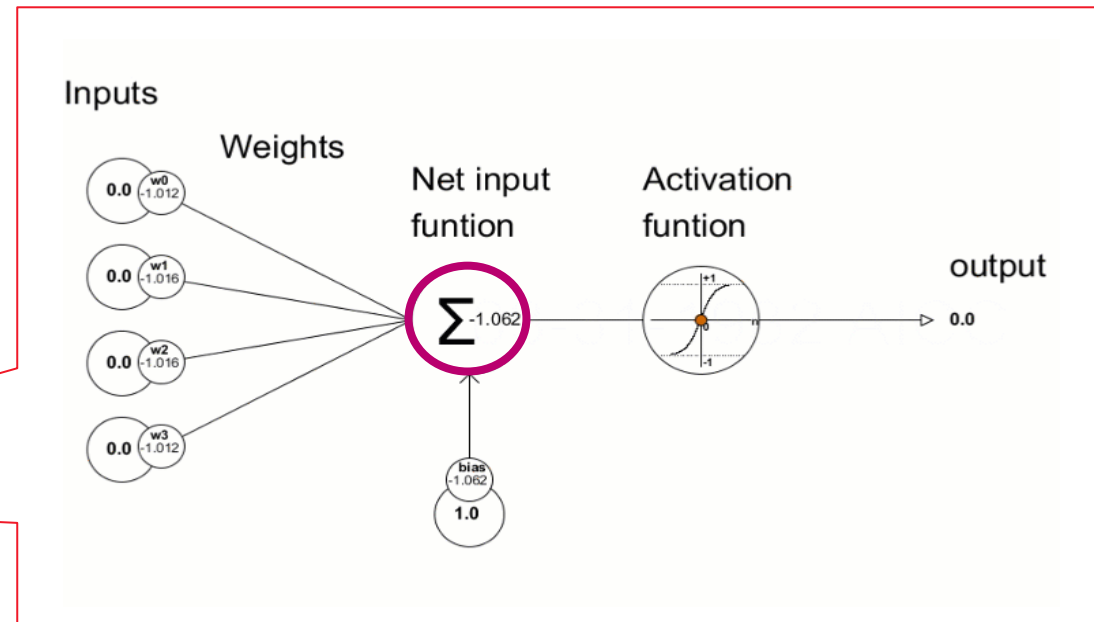 Inputs
Weights
Net input
funtion
Activation
funtion
output
w0
0.0 -1.012
w1
0.0 -1.016
w2
0.0 -1.016
w3
0.0 -1.012
Σ -1.062
+1
0
n
-1
0.0
bias
-1.062
1.0